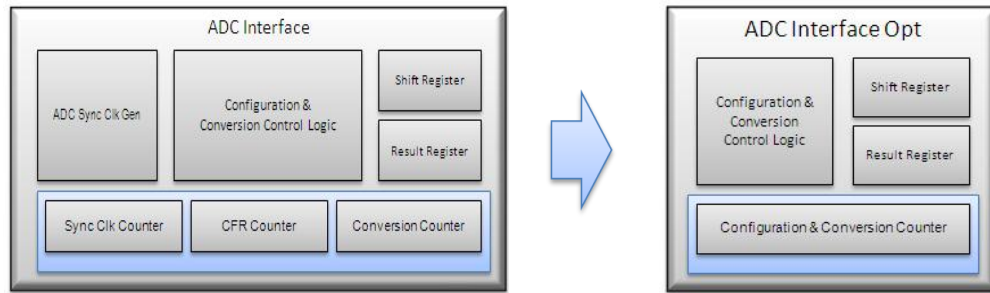 ADC Interface
ADC Sync Clk Gen
Configuration &
Conversion Control Logic
Shift Register
Result Register
Sync Clk Counter
CFR Counter
Conversion Counter
ADC Interface Opt
Configuration &
Conversion
Control Logic
Shift Register
Result Register
Configuration & Conversion Counter